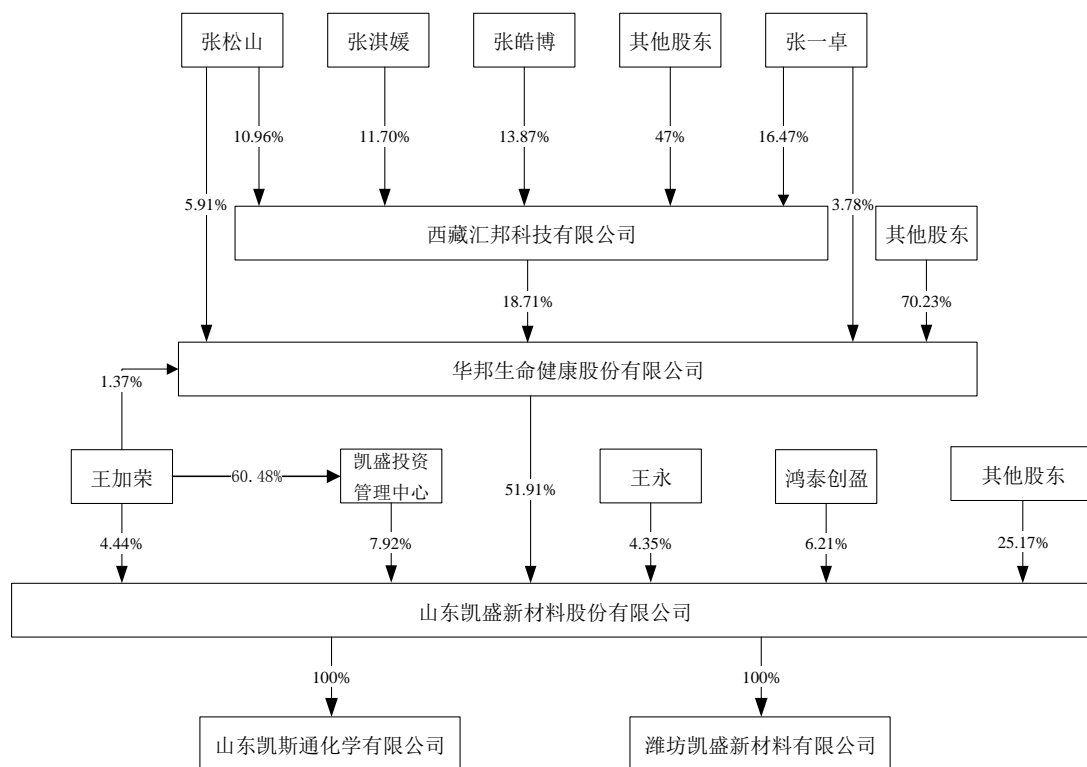 张松山
张淇媛
张皓博
其他股东
张一卓
10.96%
11.70%
13.87%
47%
16.47%
5.91%
3.78%
西藏汇邦科技有限公司
其他股东
18.71%
70.23%
华邦生命健康股份有限公司
1.37%
王加荣
60.48%
凯盛投资
管理中心
51.91%
王永
鸿泰创盈
其他股东
4.44%
7.92%
4.35%
6.21%
25.17%
山东凯盛新材料股份有限公司
100%
100%
山东凯斯通化学有限公司
潍坊凯盛新材料有限公司